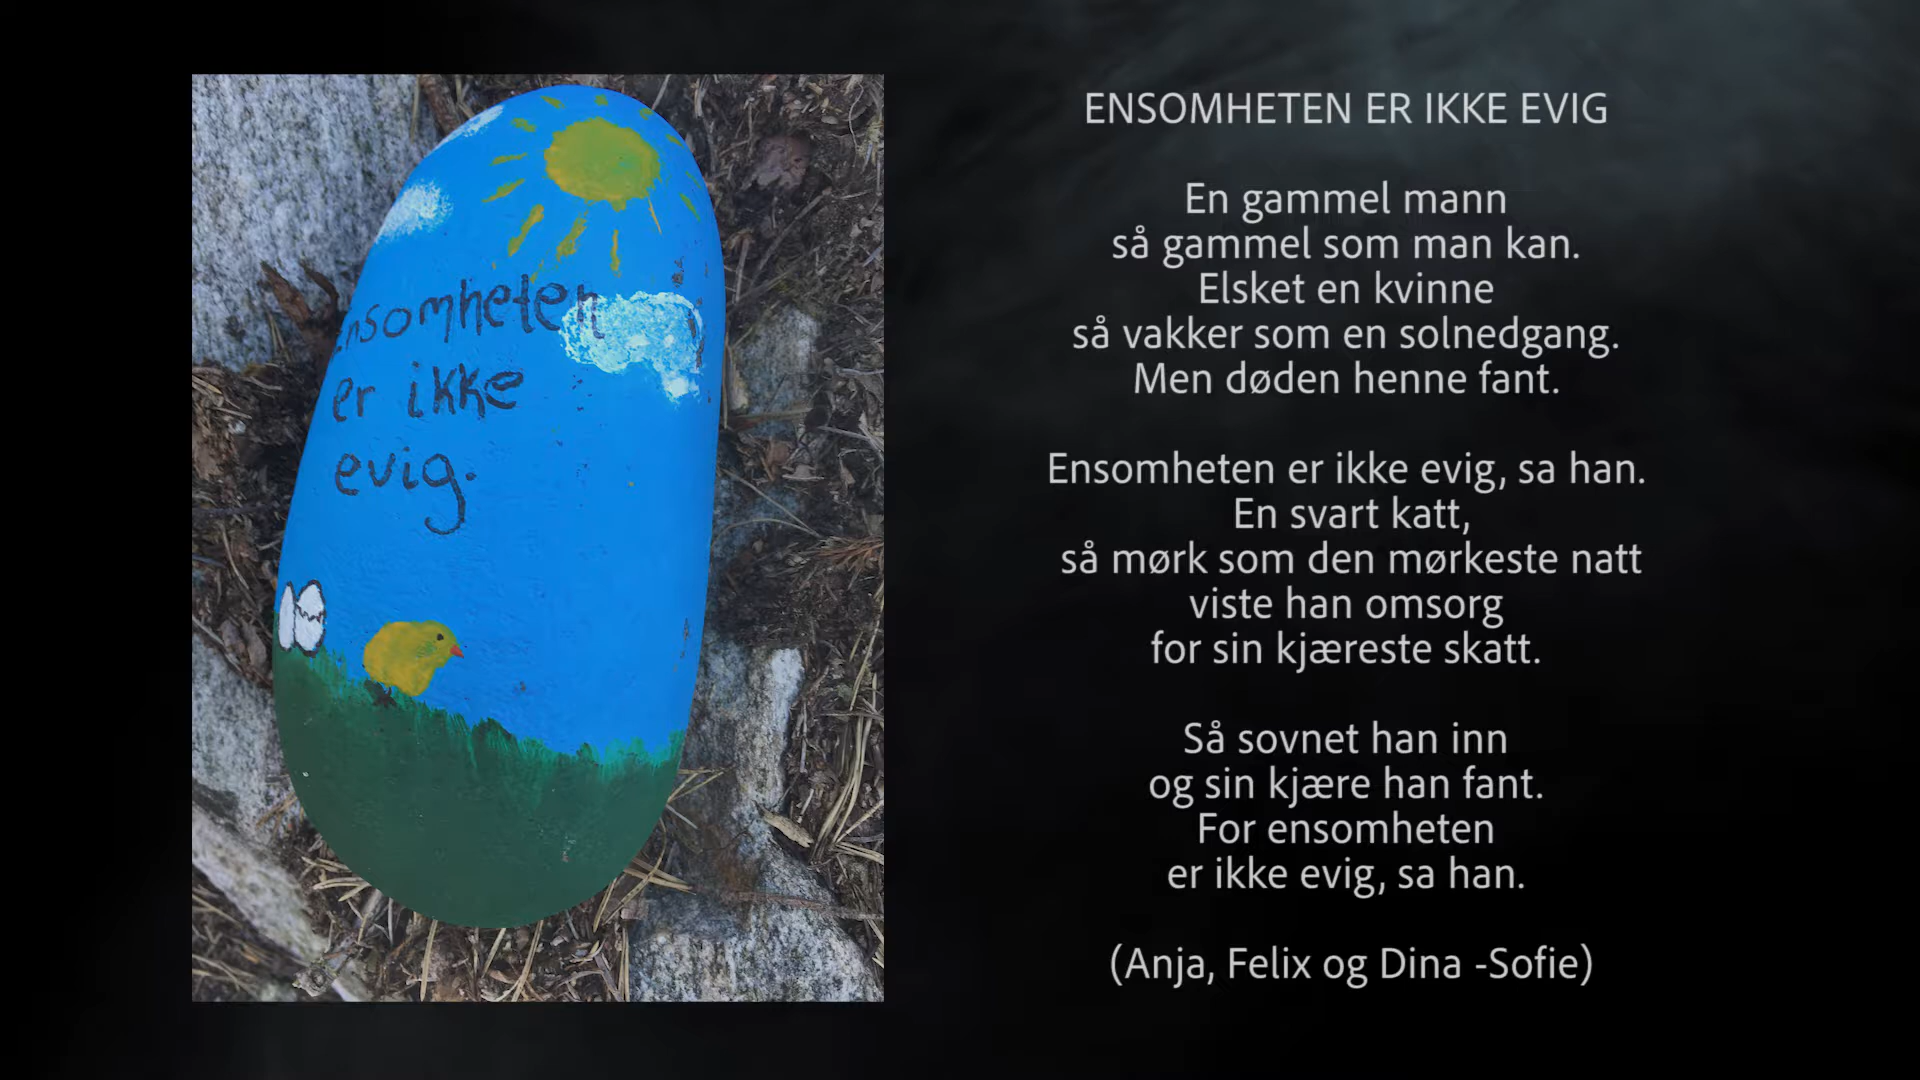 ensomheten
er ikke
evig.
ENSOMHETEN ER IKKE EVIG
En gammel mann
så gammel som man kan.
Elsket en kvinne
så vakker som en solnedgang.
Men døden henne fant.
Ensomheten er ikke evig, sa han.
En svart katt,
så mørk som den mørkeste natt
viste han omsorg
for sin kjæreste skatt.
Så sovnet han inn
og sin kjære han fant.
For ensomheten
er ikke evig, sa han.
(Anja, Felix og Dina -Sofie)